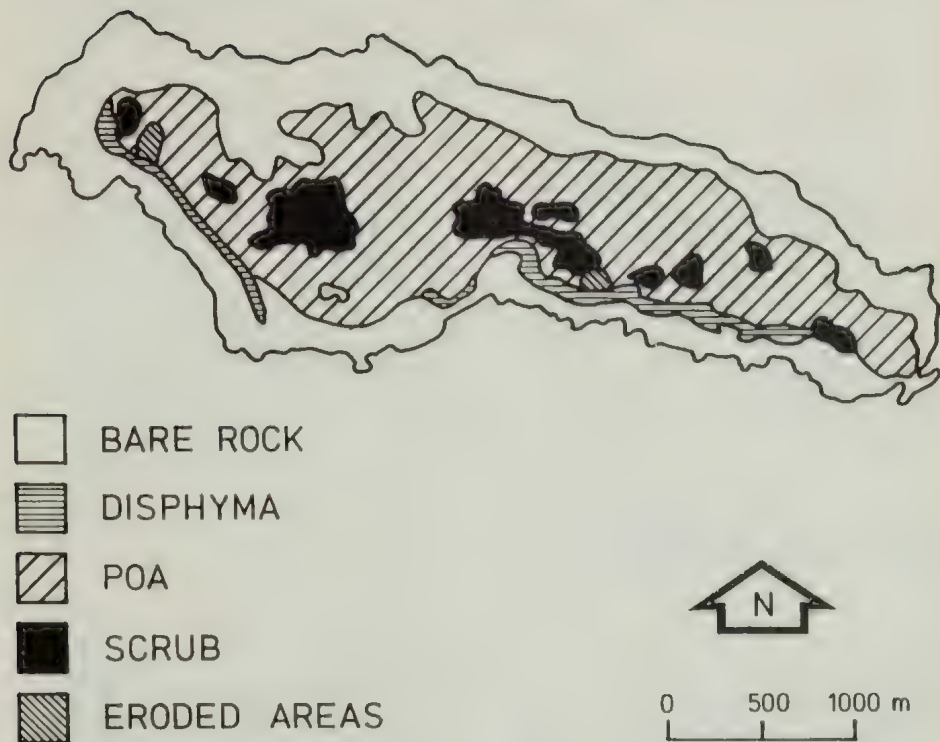 BARE ROCK
DISPHYMA
POA
SCRUB
ERODED AREAS
N
0 500 1000 m